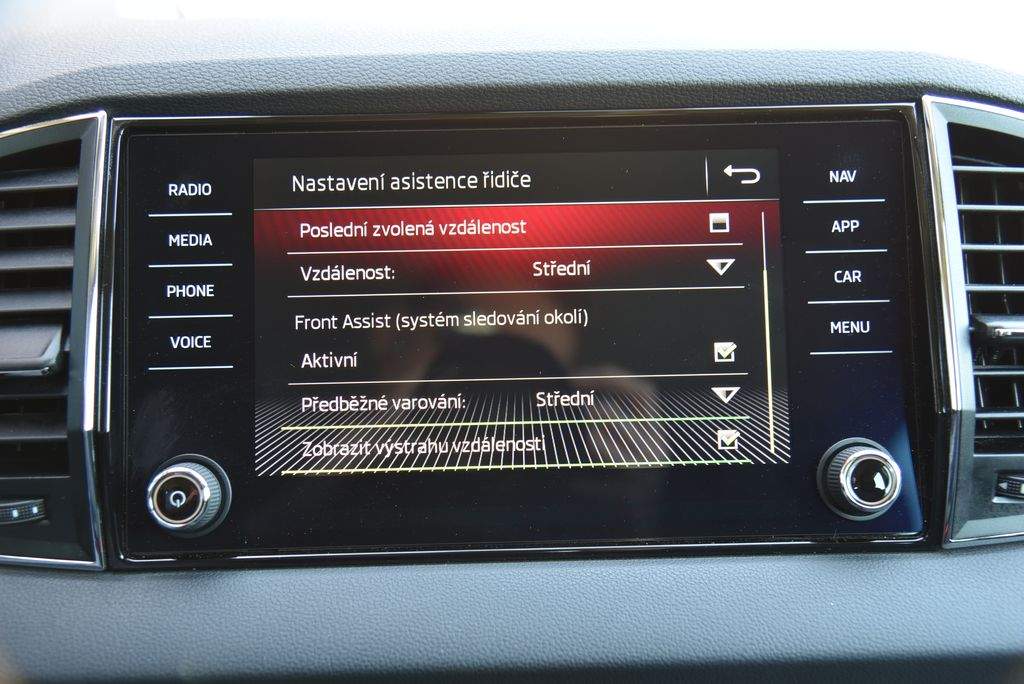 RADIO
MEDIA
PHONE
VOICE
Nastavení asistence řidiče
Poslední zvolená vzdálenost
Vzdálenost: Střední
Front Assist (systém sledování okolí)
Aktivní
Předběžné varování: Střední
Zobrazit výstrahu vzdálenosti
NAV
APP
CAR
MENU